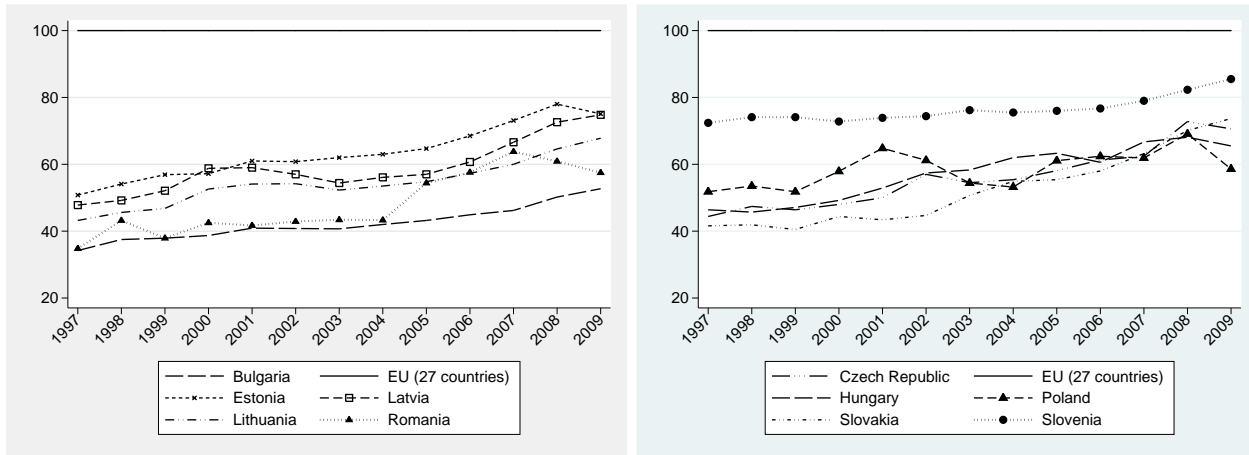 100
80
60
40
20
1997 1998 1999 2000 2001 2002 2003 2004 2005 2006 2007 2008 2009
Bulgaria EU (27 countries)
Estonia Latvia
Lithuania Romania
100
80
60
40
20
1997 1998 1999 2000 2001 2002 2003 2004 2005 2006 2007 2008 2009
Czech Republic EU (27 countries)
Hungary Poland
Slovakia Slovenia